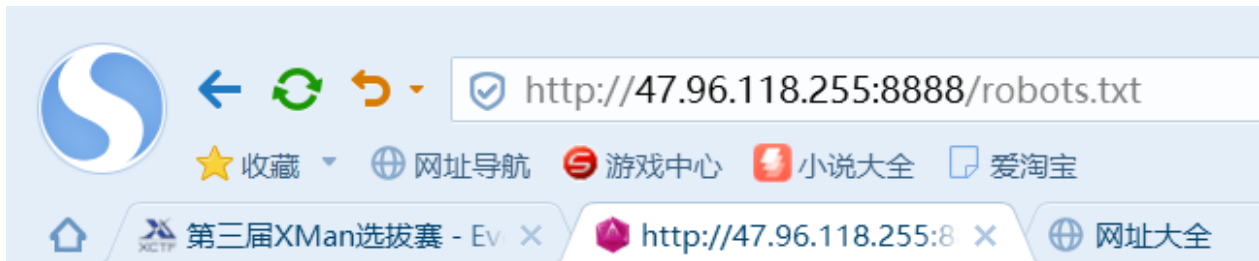 http://47.96.118.255:8888/robots.txt
收藏 网址导航 游戏中心 小说大全 爱淘宝
XCTF 第三届XMan选拔赛 - Ev http://47.96.118.255:8 网址大全